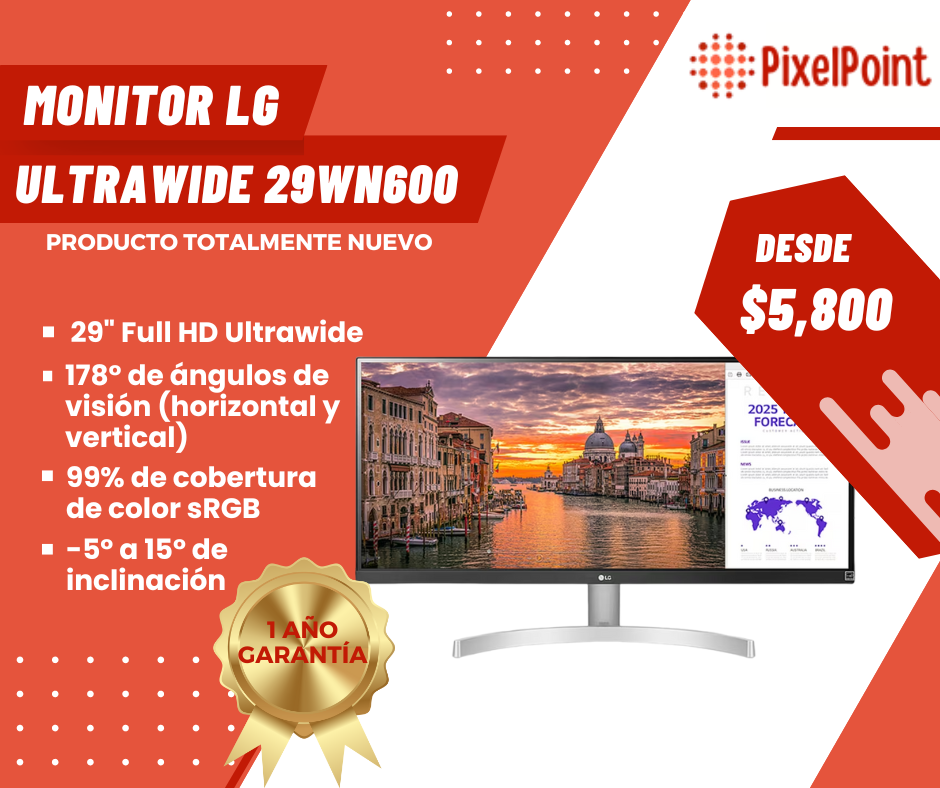 PixelPoint
MONITOR LG
ULTRAWIDE 29WN600
PRODUCTO TOTALMENTE NUEVO
DESDE
$5,800
29" Full HD Ultrawide
178° de ángulos de
visión (horizontal y
vertical)
99% de cobertura
de color sRGB
-5° a 15° de
inclinación
2025
FOREC
ISSUE
NEWS
LG
1 AÑO
GARANTÍA